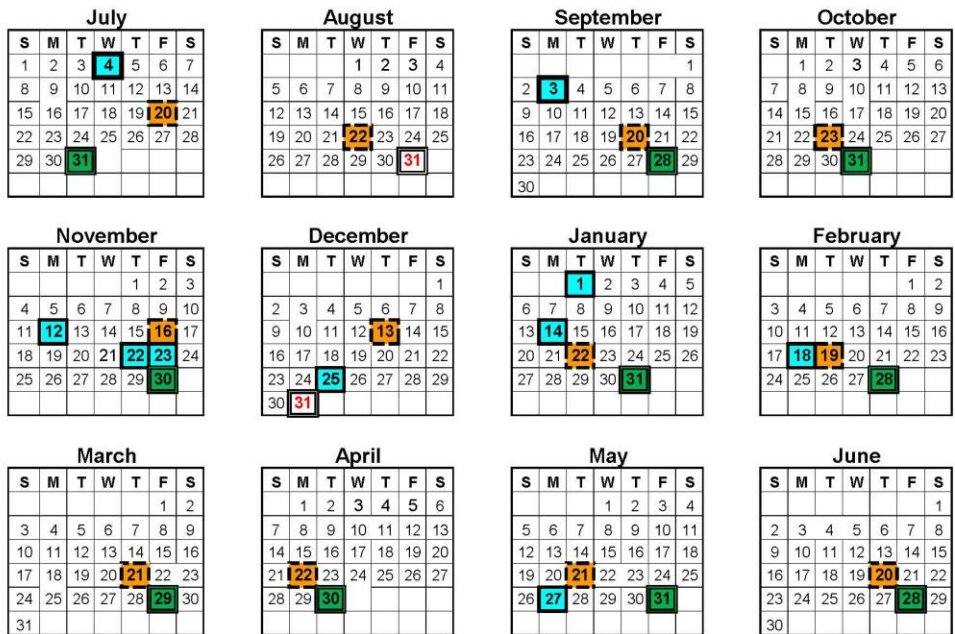 July
S M T W T F S
1 2 3 4 5 6 7
8 9 10 11 12 13 14
15 16 17 18 19 20 21
22 23 24 25 26 27 28
29 30 31
August
S M T W T F S
1 2 3 4
5 6 7 8 9 10 11
12 13 14 15 16 17 18
19 20 21 22 23 24 25
26 27 28 29 30 31
September
S M T W T F S
1
2 3 4 5 6 7 8
9 10 11 12 13 14 15
16 17 18 19 20 21 22
23 24 25 26 27 28 29
30
October
S M T W T F S
1 2 3 4 5 6
7 8 9 10 11 12 13
14 15 16 17 18 19 20
21 22 23 24 25 26 27
28 29 30 31
November
S M T W T F S
1 2 3
4 5 6 7 8 9 10
11 12 13 14 15 16 17
18 19 20 21 22 23 24
25 26 27 28 29 30
December
S M T W T F S
1
2 3 4 5 6 7 8
9 10 11 12 13 14 15
16 17 18 19 20 21 22
23 24 25 26 27 28 29
30 31
January
S M T W T F S
1 2 3 4 5
6 7 8 9 10 11 12
13 14 15 16 17 18 19
20 21 22 23 24 25 26
27 28 29 30 31
February
S M T W T F S
1 2
3 4 5 6 7 8 9
10 11 12 13 14 15 16
17 18 19 20 21 22 23
24 25 26 27 28
March
S M T W T F S
1 2
3 4 5 6 7 8 9
10 11 12 13 14 15 16
17 18 19 20 21 22 23
24 25 26 27 28 29 30
31
April
S M T W T F S
1 2 3 4 5 6
7 8 9 10 11 12 13
14 15 16 17 18 19 20
21 22 23 24 25 26 27
28 29 30
May
S M T W T F S
1 2 3 4
5 6 7 8 9 10 11
12 13 14 15 16 17 18
19 20 21 22 23 24 25
26 27 28 29 30 31
June
S M T W T F S
1
2 3 4 5 6 7 8
9 10 11 12 13 14 15
16 17 18 19 20 21 22
23 24 25 26 27 28 29
30